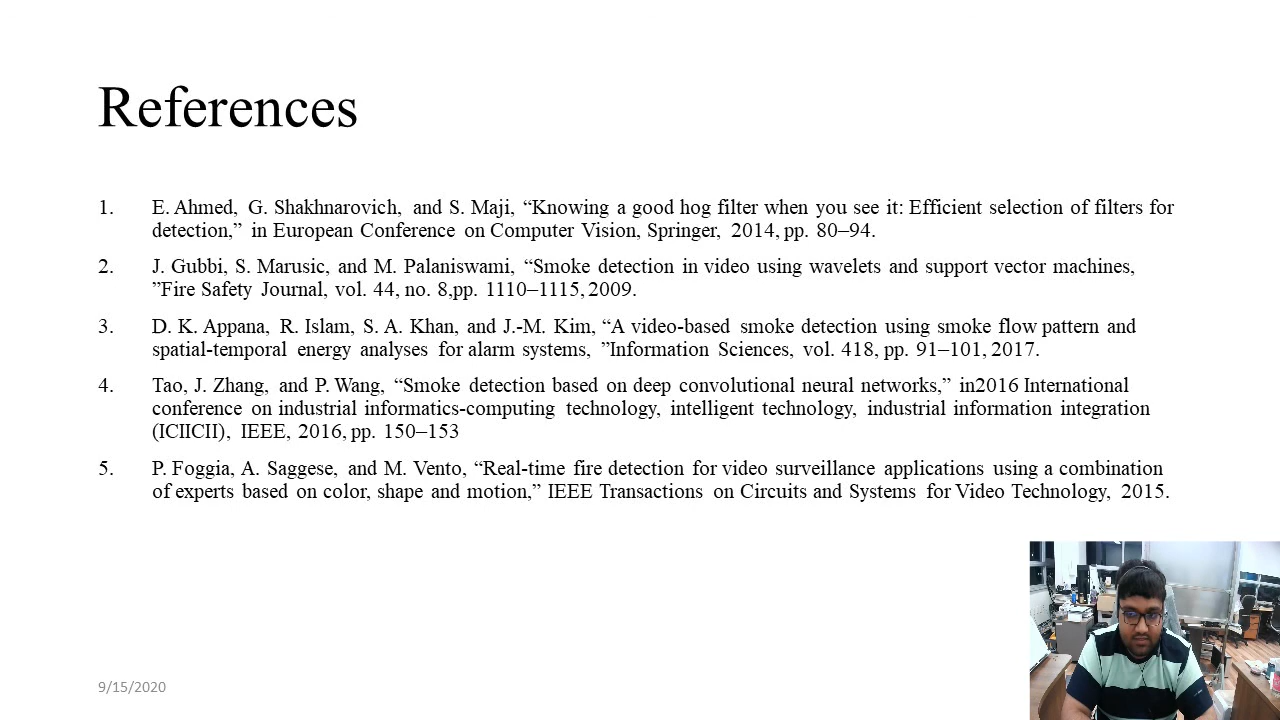 References
1. E. Ahmed, G. Shakhnarovich, and S. Maji, “Knowing a good hog filter when you see it: Efficient selection of filters for
detection,” in European Conference on Computer Vision, Springer, 2014, pp. 80–94.
2. J. Gubbi, S. Marusic, and M. Palaniswami, “Smoke detection in video using wavelets and support vector machines,
”Fire Safety Journal, vol. 44, no. 8,pp. 1110–1115, 2009.
3. D. K. Appana, R. Islam, S. A. Khan, and J.-M. Kim, “A video-based smoke detection using smoke flow pattern and
spatial-temporal energy analyses for alarm systems, ”Information Sciences, vol. 418, pp. 91–101, 2017.
4. Tao, J. Zhang, and P. Wang, “Smoke detection based on deep convolutional neural networks,” in2016 International
conference on industrial informatics-computing technology, intelligent technology, industrial information integration
(ICIICII), IEEE, 2016, pp. 150–153
5. P. Foggia, A. Saggese, and M. Vento, “Real-time fire detection for video surveillance applications using a combination
of experts based on color, shape and motion,” IEEE Transactions on Circuits and Systems for Video Technology, 2015.
9/15/2020